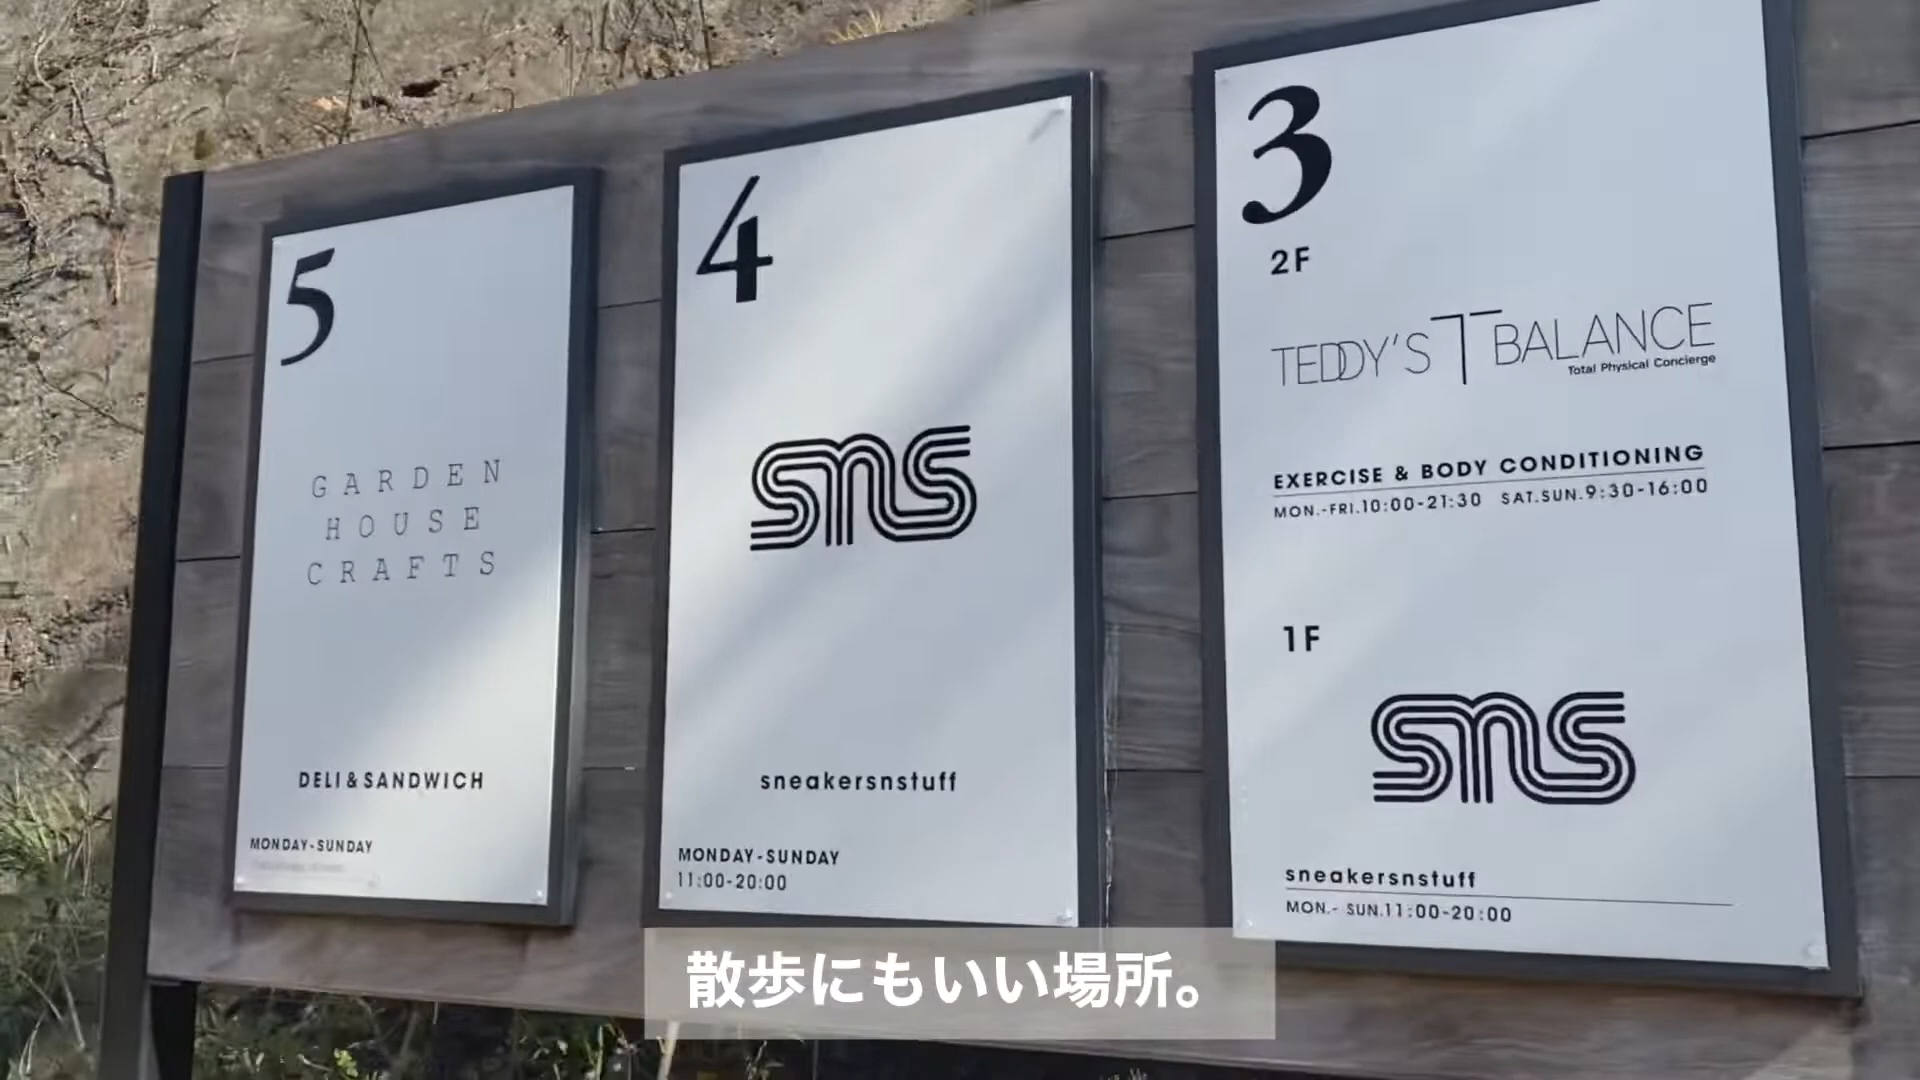 5
GARDEN
HOUSE
CRAFTS
DELI & SANDWICH
MONDAY-SUNDAY
4
sns
sneakersnstuff
MONDAY-SUNDAY
11:00-20:00
3
2F
TEDDY'S T BALANCE
Total Physical Concierge
EXERCISE & BODY CONDITIONING
MON.-FRI.10:00-21:30 SAT.SUN.9:30-16:00
1F
sns
sneakersnstuff
MON.- SUN.11:00-20:00
散歩にもいい場所。